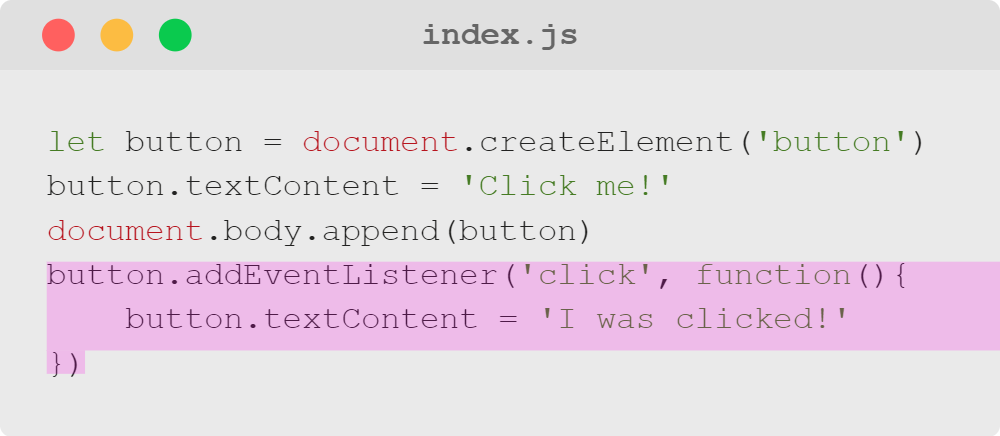 index.js
let button = document.createElement('button')
button.textContent = 'Click me!'
document.body.append(button)
button.addEventListener('click', function(){
    button.textContent = 'I was clicked!'
})